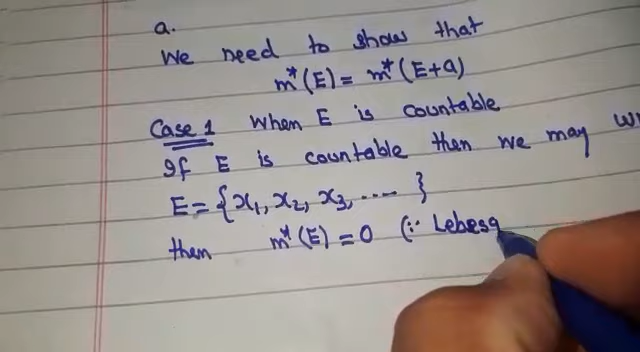 a.
We need to show that
m*(E) = m*(E+a)
Case 1 when E is countable
If E is countable then we may
E = {x₁, x₂, x₃, .... }
then m*(E) = 0 (∵ Lebesg